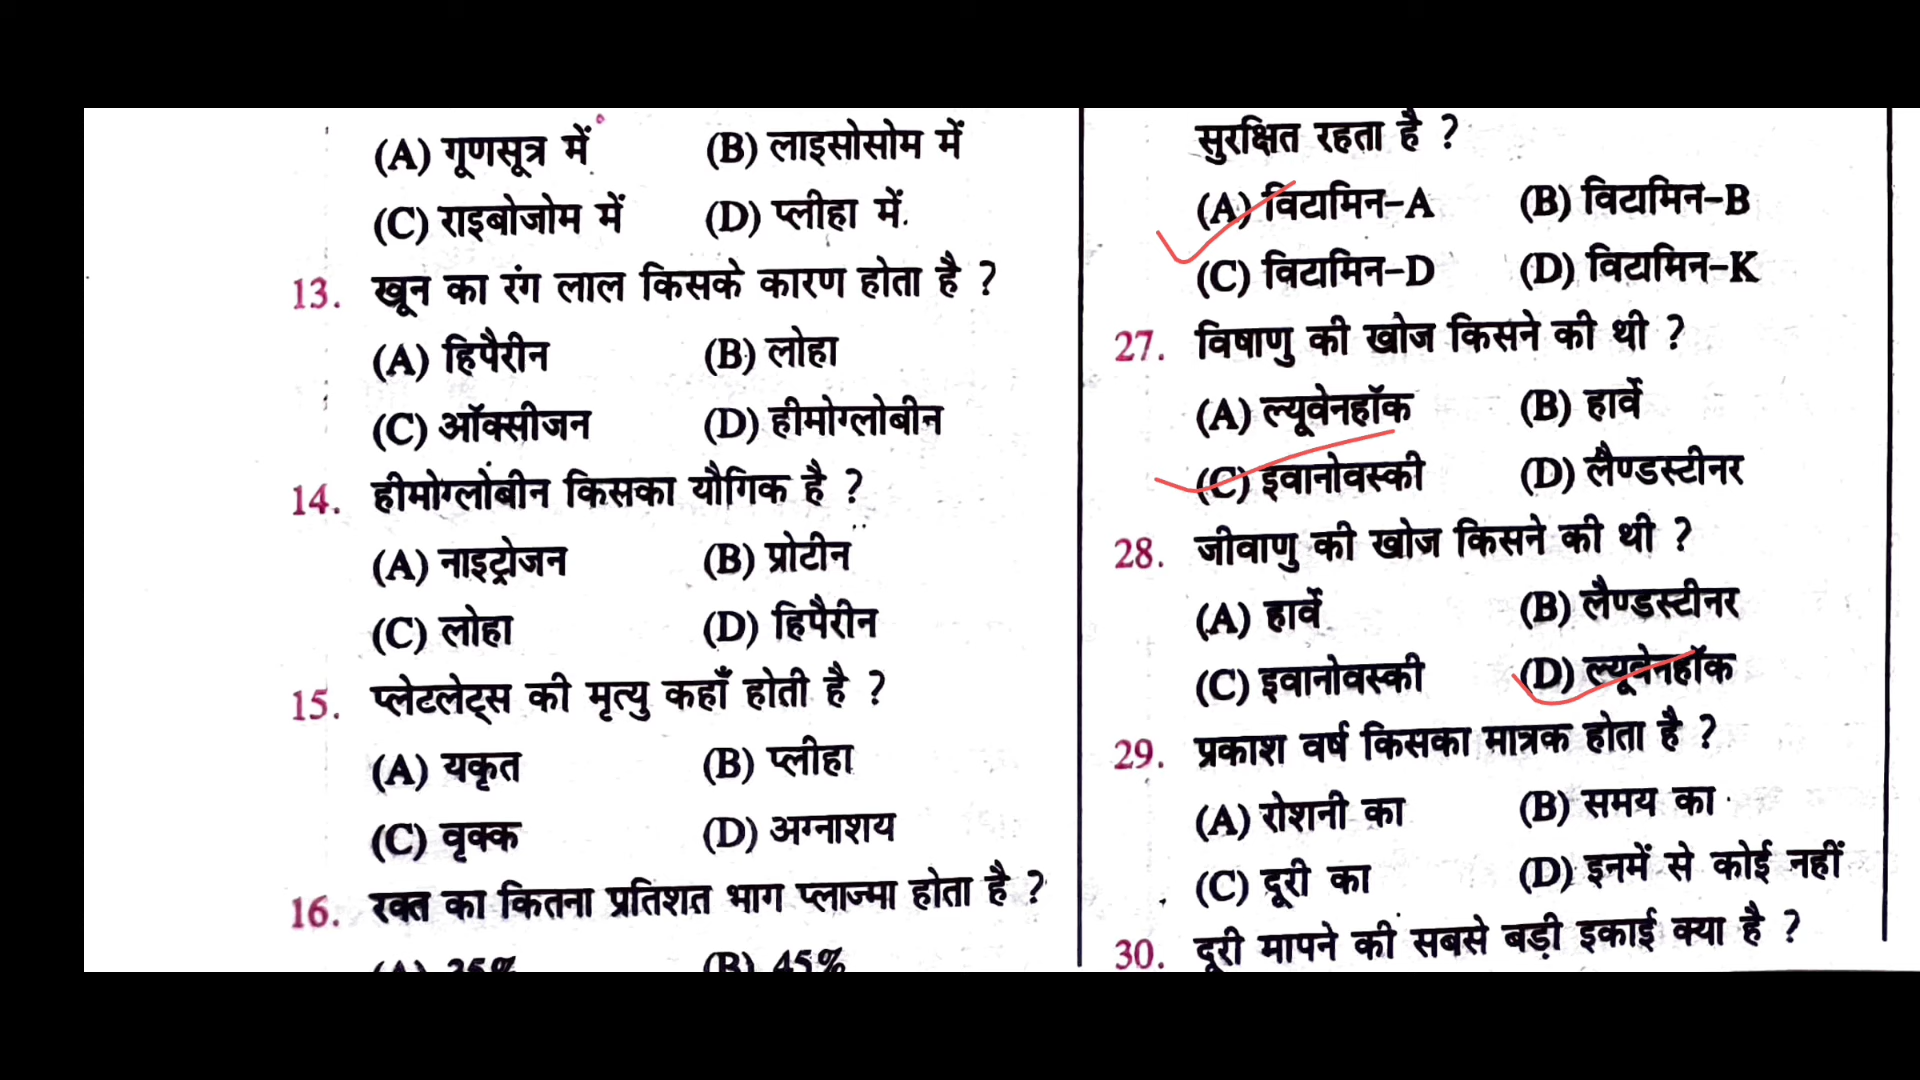 (A) गूणसूत्र में (B) लाइसोसोम में
(C) राइबोजोम में (D) प्लीहा में.
13. खून का रंग लाल किसके कारण होता है ?
(A) हिपैरीन (B) लोहा
(C) ऑक्सीजन (D) हीमोग्लोबीन
14. हीमोग्लोबीन किसका यौगिक है ?
(A) नाइट्रोजन (B) प्रोटीन
(C) लोहा (D) हिपैरीन
15. प्लेटलेट्स की मृत्यु कहाँ होती है ?
(A) यकृत (B) प्लीहा
(C) वृक्क (D) अग्नाशय
16. रक्त का कितना प्रतिशत भाग प्लाज्मा होता है ?
(B) 45%
सुरक्षित रहता है ?
(A) विटामिन-A (B) विटामिन-B
(C) विटामिन-D (D) विटामिन-K
27. विषाणु की खोज किसने की थी ?
(A) ल्यूवेनहॉक (B) हार्वे
(C) इवानोवस्की (D) लैण्डस्टीनर
28. जीवाणु की खोज किसने की थी ?
(A) हार्वे (B) लैण्डस्टीनर
(C) इवानोवस्की (D) ल्यूवेनहॉक
29. प्रकाश वर्ष किसका मात्रक होता है ?
(A) रोशनी का (B) समय का
(C) दूरी का (D) इनमें से कोई नहीं
30. दूरी मापने की सबसे बड़ी इकाई क्या है ?